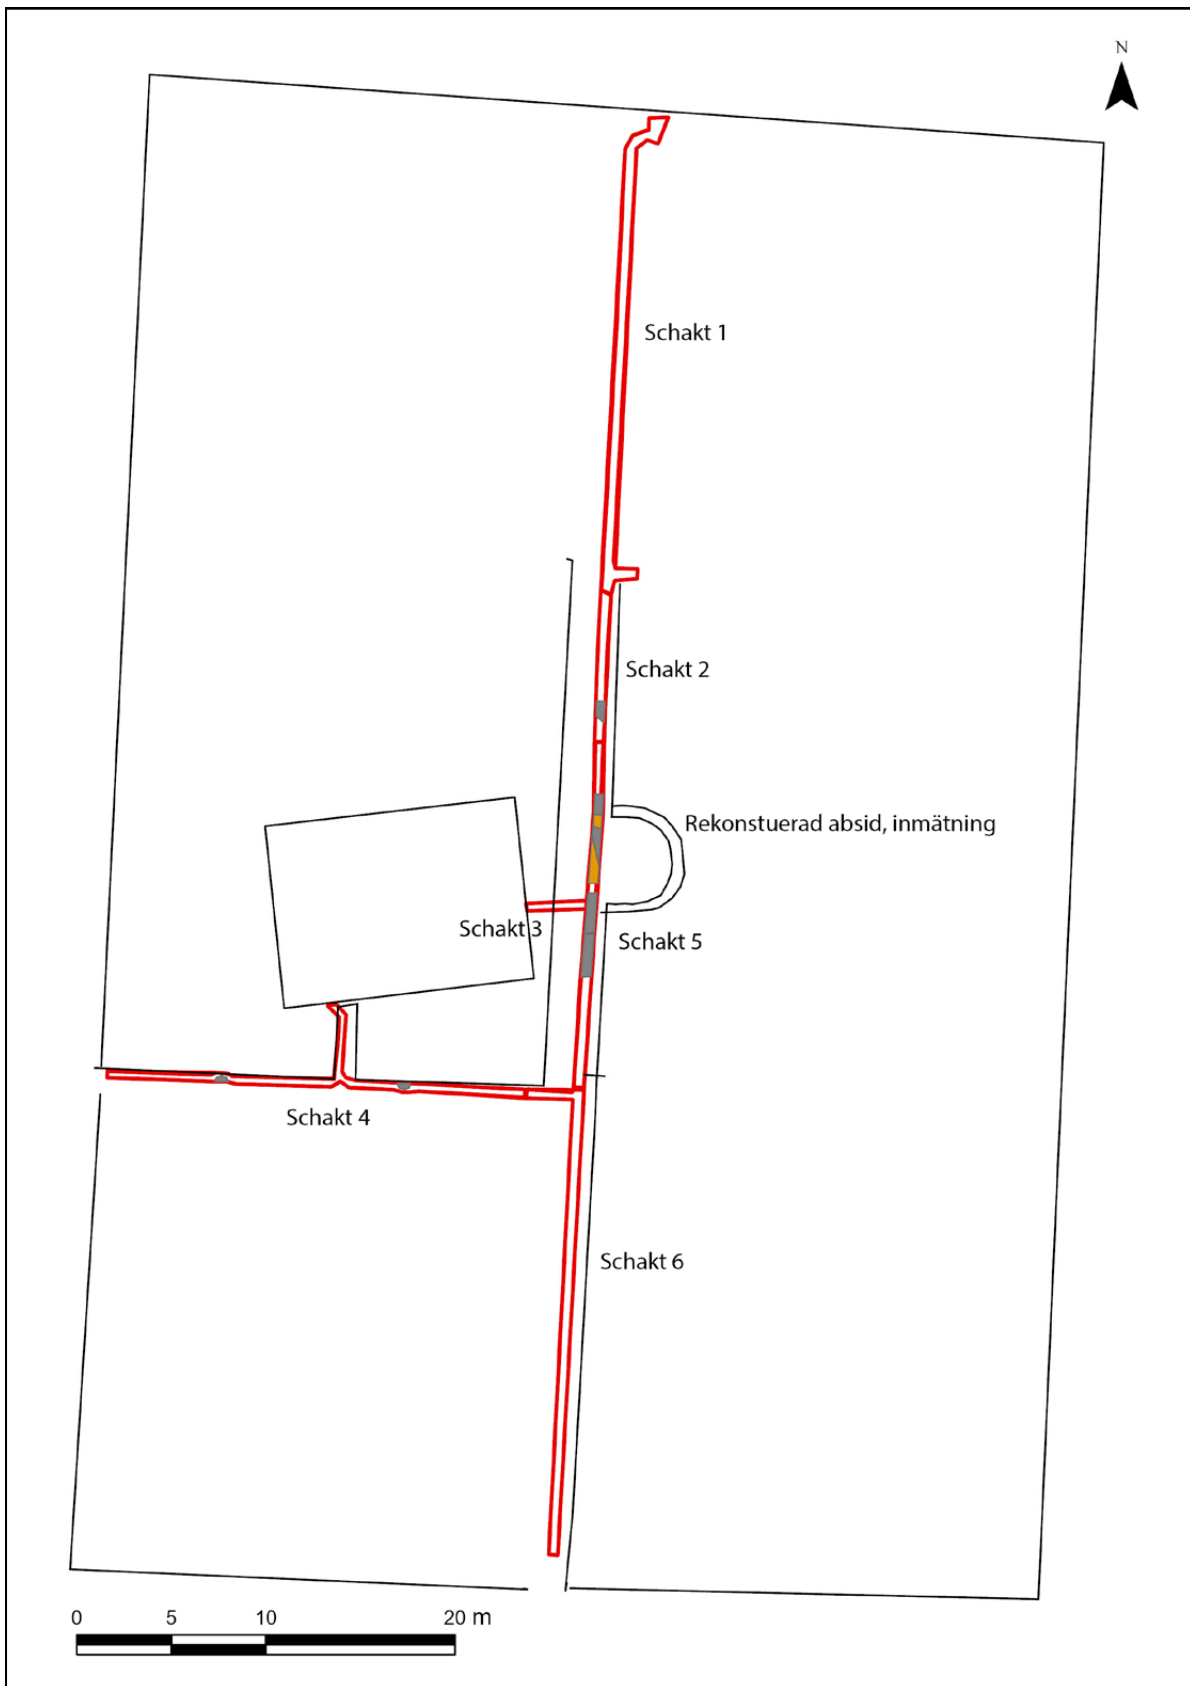 N
Schakt 1
Schakt 2
Rekonstuerad absid, inmätning
Schakt 3
Schakt 5
Schakt 4
Schakt 6
0 5 10 20 m